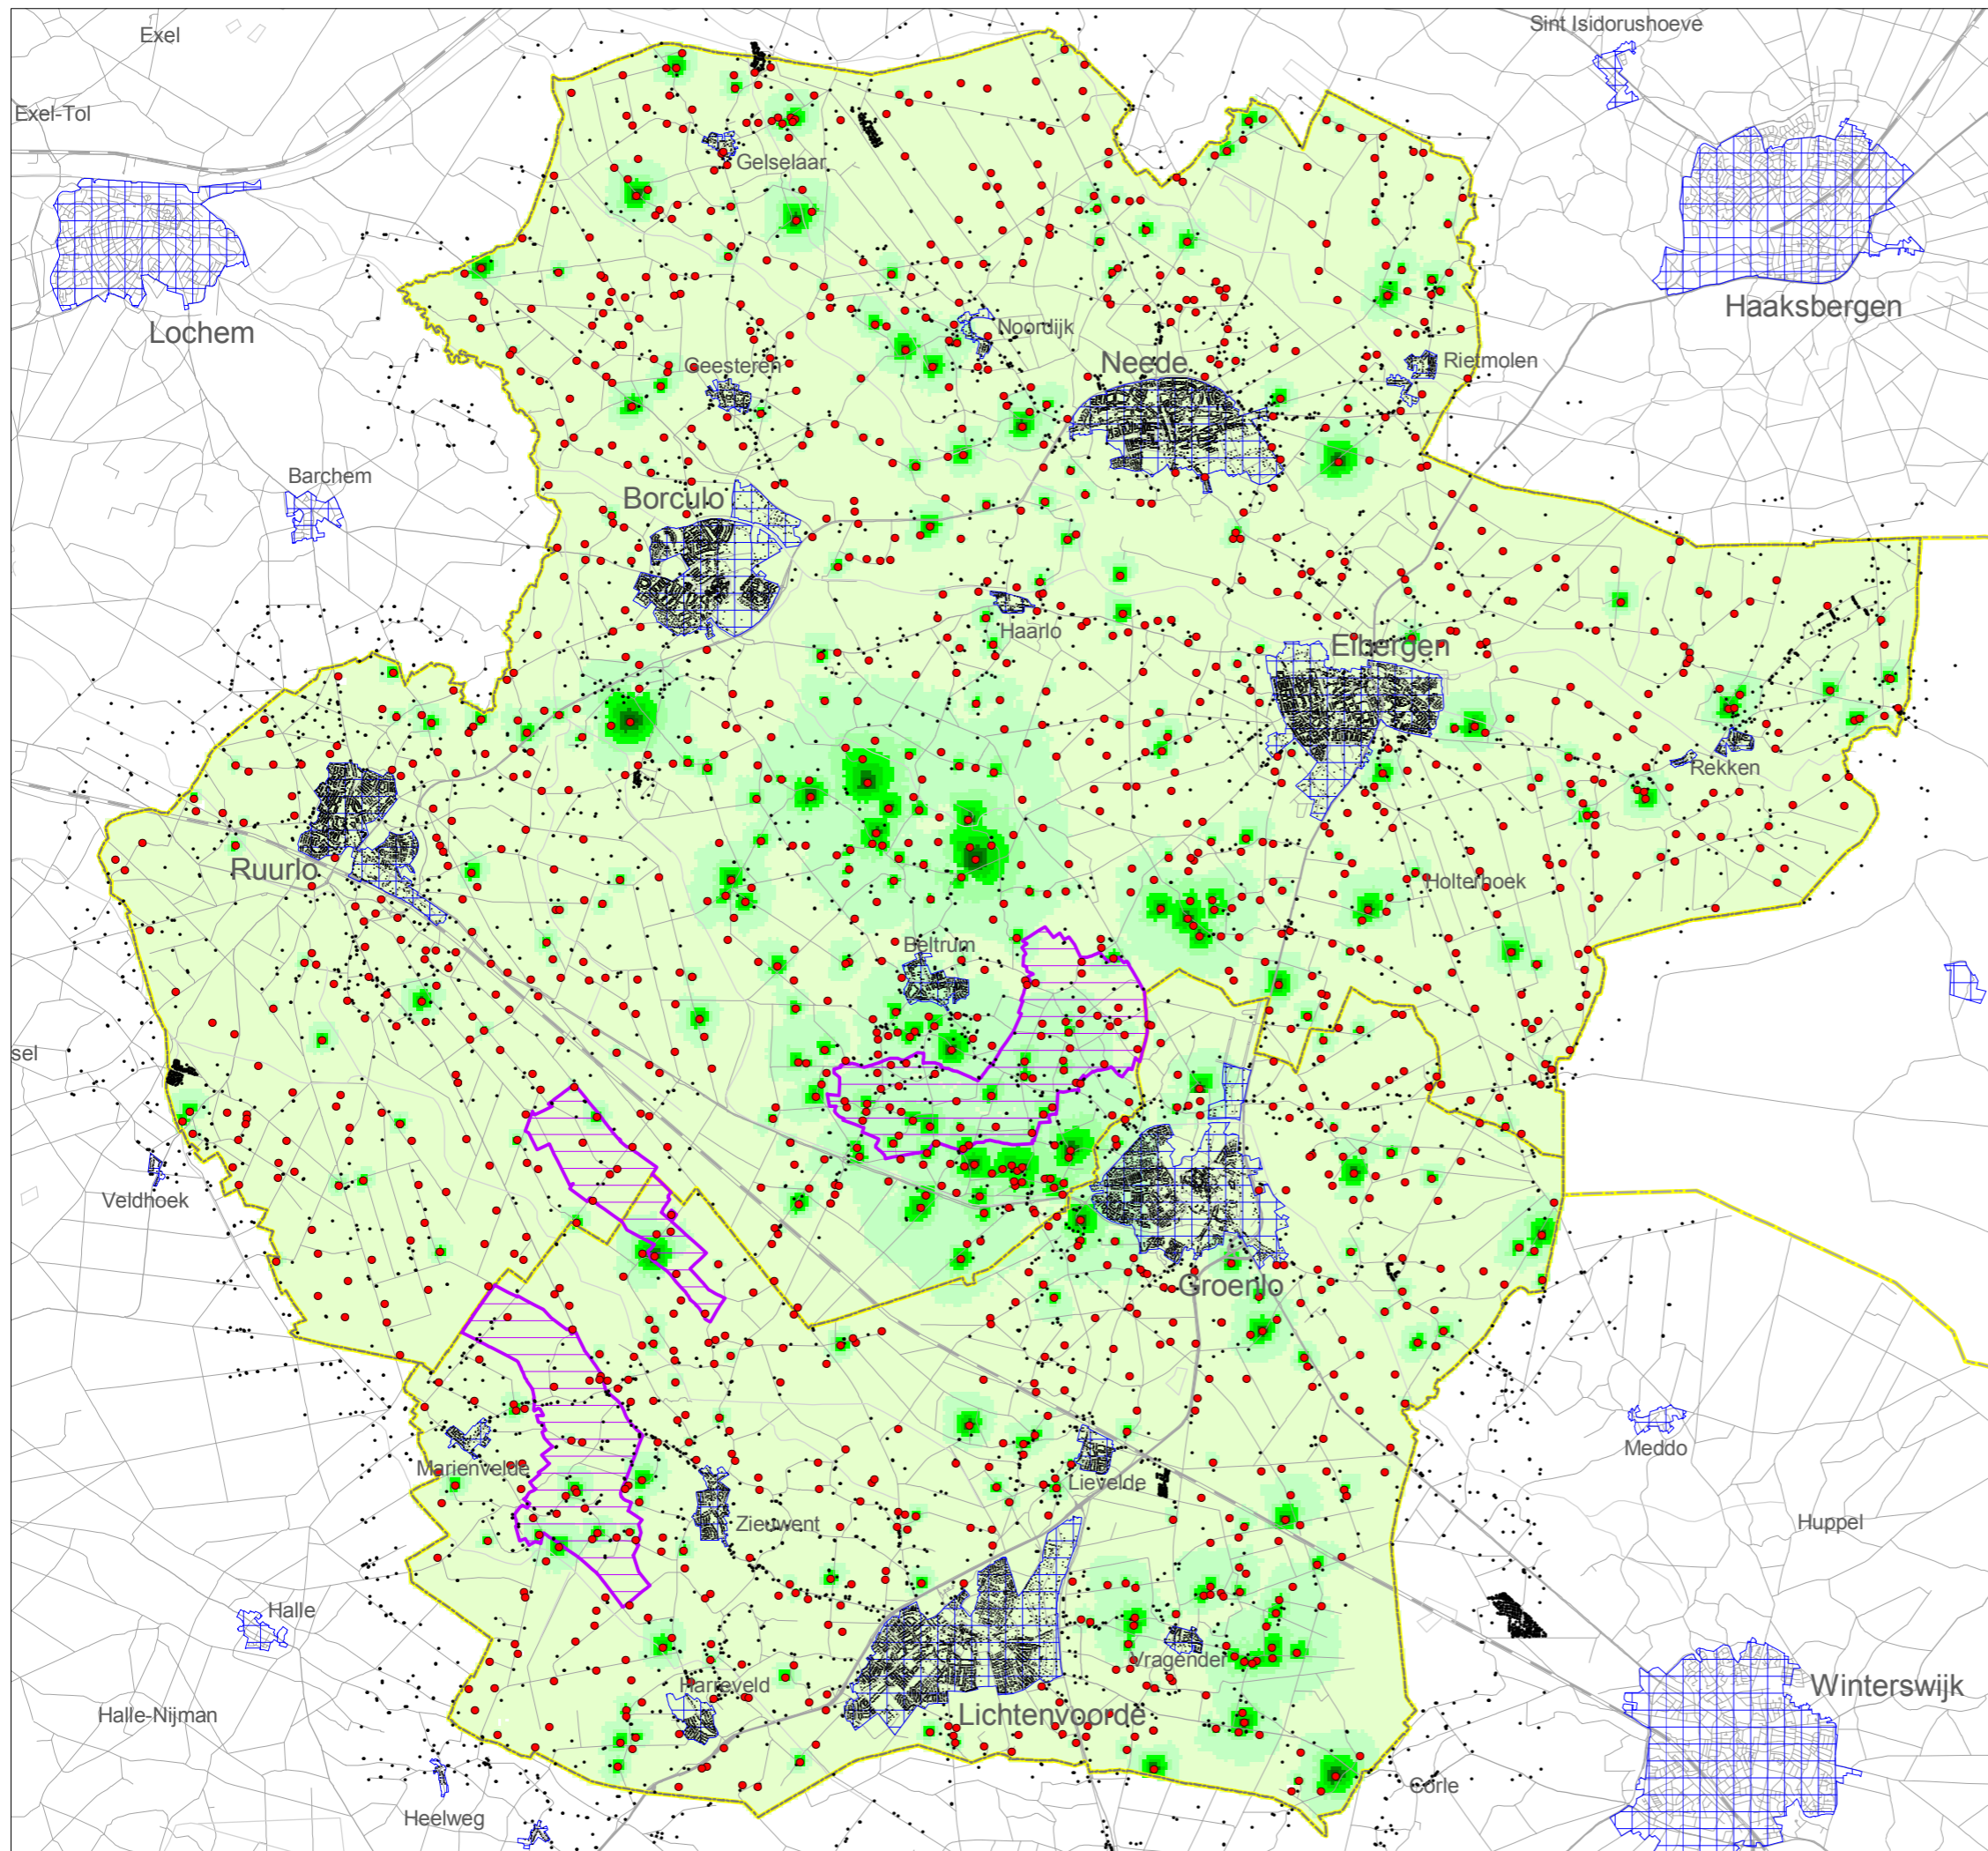 Exel
Sint Isidorushoeve
Exel-Tol
Gelselaar
Haaksbergen
Lochem
Noordijk
Neede
Rietmolen
Geesteren
Barchem
Borculo
Haarlo
Eibergen
Rekken
Ruurlo
Holterhoek
Beltrum
sel
Veldhoek
Groenlo
Meddo
Marienvelde
Lievelde
Zieuwent
Huppel
Halle
Vragender
Harreveld
Winterswijk
Halle-Nijman
Lichtenvoorde
Corle
Heelweg